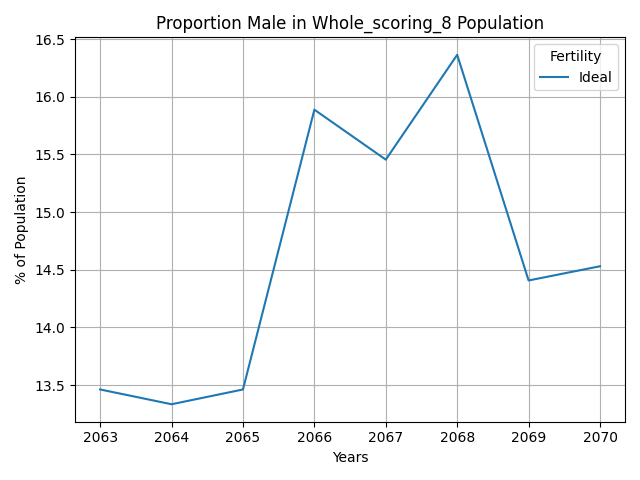 Proportion Male in Whole_scoring_8 Population
16.5
16.0
15.5
15.0
14.5
14.0
13.5
% of Population
Fertility
Ideal
2063 2064 2065 2066 2067 2068 2069 2070
Years